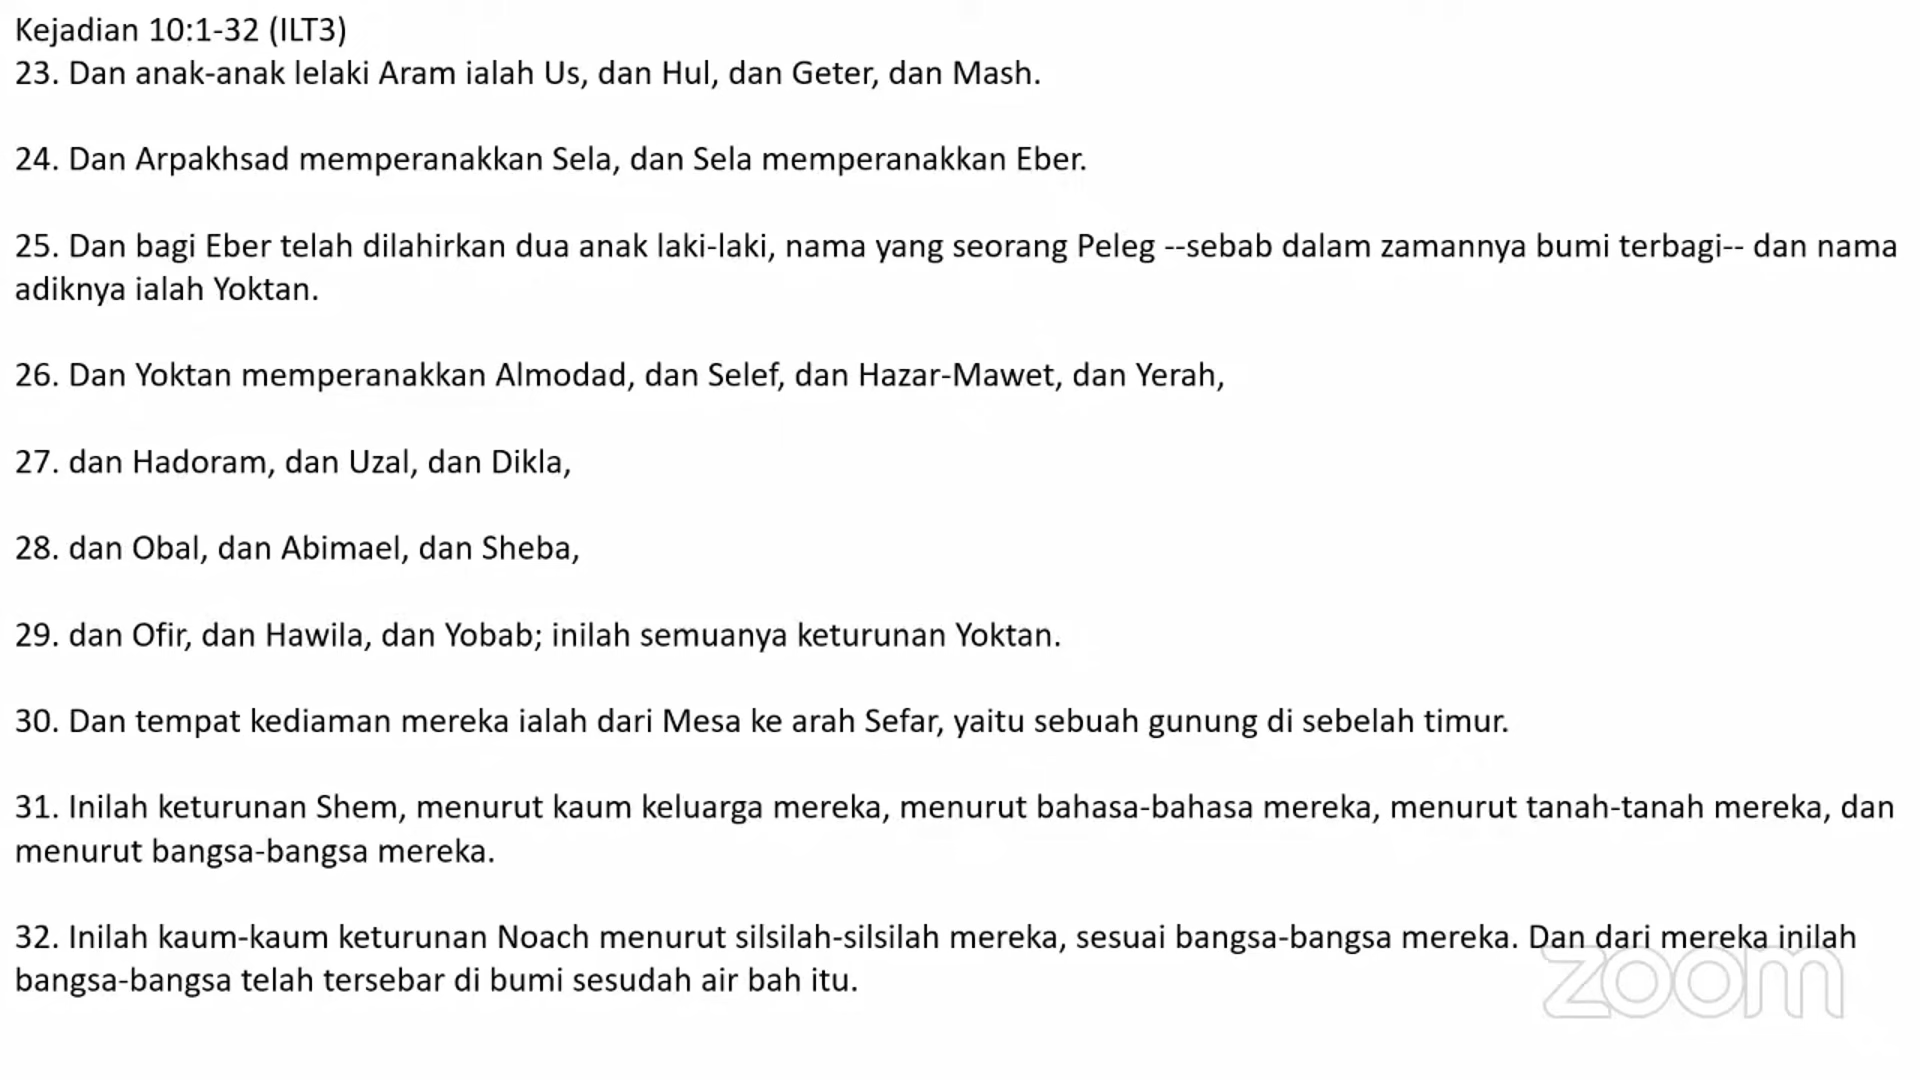 Kejadian 10:1-32 (ILT3)
23. Dan anak-anak lelaki Aram ialah Us, dan Hul, dan Geter, dan Mash.
24. Dan Arpakhsad memperanakkan Sela, dan Sela memperanakkan Eber.
25. Dan bagi Eber telah dilahirkan dua anak laki-laki, nama yang seorang Peleg --sebab dalam zamannya bumi terbagi-- dan nama
adiknya ialah Yoktan.
26. Dan Yoktan memperanakkan Almodad, dan Selef, dan Hazar-Mawet, dan Yerah,
27. dan Hadoram, dan Uzal, dan Dikla,
28. dan Obal, dan Abimael, dan Sheba,
29. dan Ofir, dan Hawila, dan Yobab; inilah semuanya keturunan Yoktan.
30. Dan tempat kediaman mereka ialah dari Mesa ke arah Sefar, yaitu sebuah gunung di sebelah timur.
31. Inilah keturunan Shem, menurut kaum keluarga mereka, menurut bahasa-bahasa mereka, menurut tanah-tanah mereka, dan
menurut bangsa-bangsa mereka.
32. Inilah kaum-kaum keturunan Noach menurut silsilah-silsilah mereka, sesuai bangsa-bangsa mereka. Dan dari mereka inilah
bangsa-bangsa telah tersebar di bumi sesudah air bah itu.
zoom